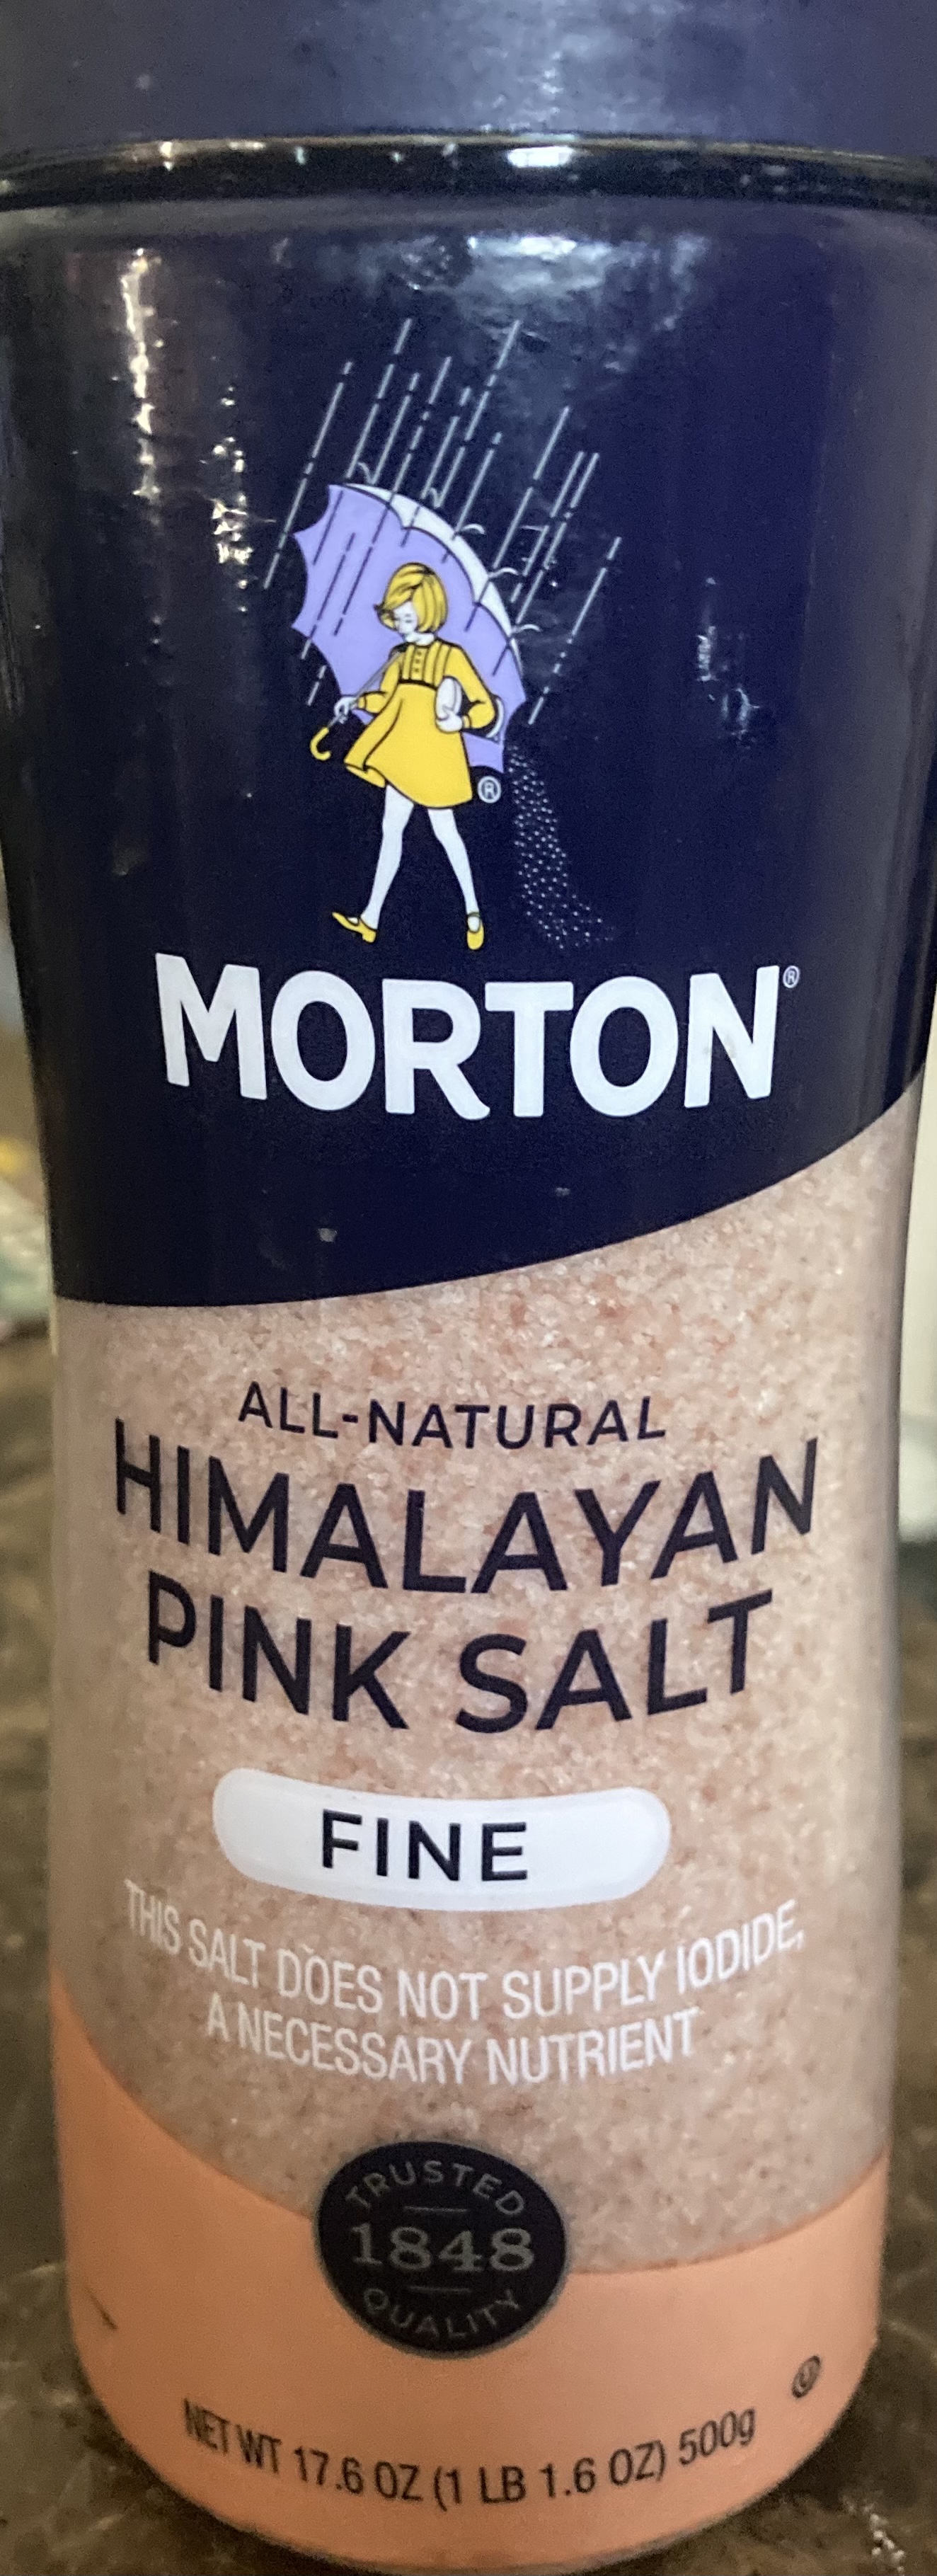 ®
MORTON®
ALL-NATURAL
HIMALAYAN
PINK SALT
FINE
THIS SALT DOES NOT SUPPLY IODIDE,
A NECESSARY NUTRIENT
TRUSTED
1848
QUALITY
U
NET WT 17.6 OZ (1 LB 1.6 OZ) 500g